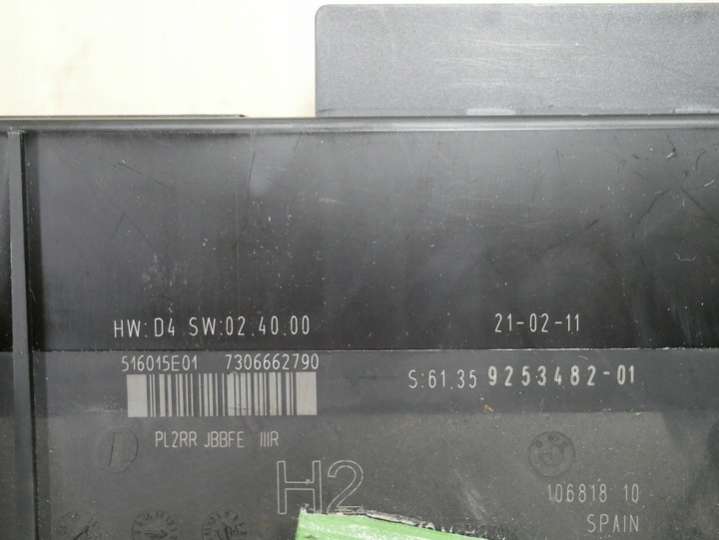 HW:D4 SW:02.40.00
21-02-11
516015E01 7306662790
S:61.35 9253482-01
PL2RR JBBFE IIIR
H2
106818 10
SPAIN